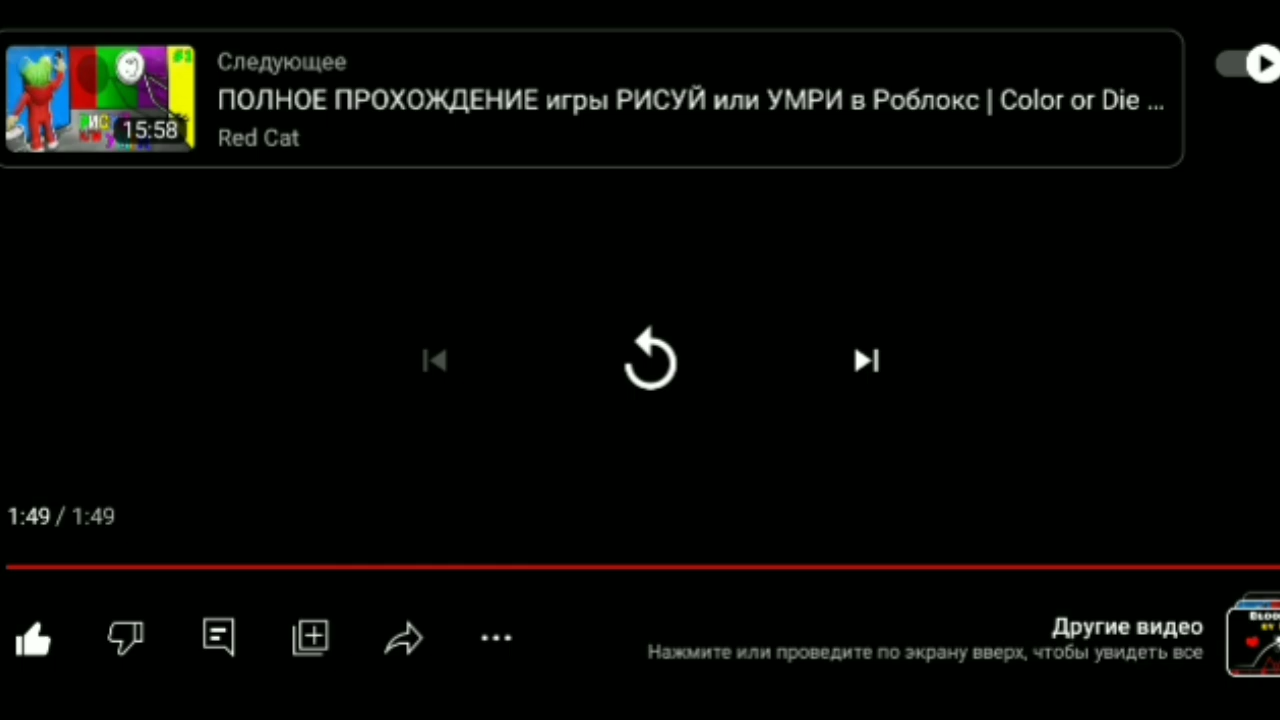 Следующее
ПОЛНОЕ ПРОХОЖДЕНИЕ игры РИСУЙ или УМРИ в Роблокс | Color or Die ...
15:58
Red Cat
1:49 / 1:49
Другие видео
Нажмите или проведите по экрану вверх, чтобы увидеть все